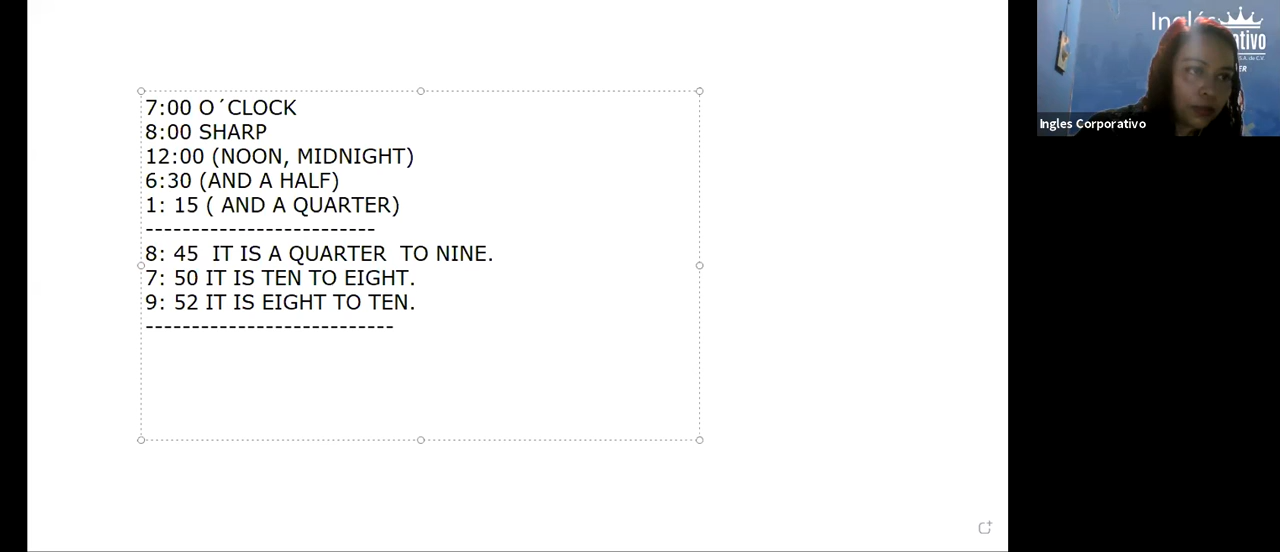 7:00 O´CLOCK
8:00 SHARP
12:00 (NOON, MIDNIGHT)
6:30 (AND A HALF)
1: 15 ( AND A QUARTER)
-------------------------
8: 45  IT IS A QUARTER  TO NINE.
7: 50 IT IS TEN TO EIGHT.
9: 52 IT IS EIGHT TO TEN.
---------------------------
Inglés
S.A. de C.V.
Ingles Corporativo